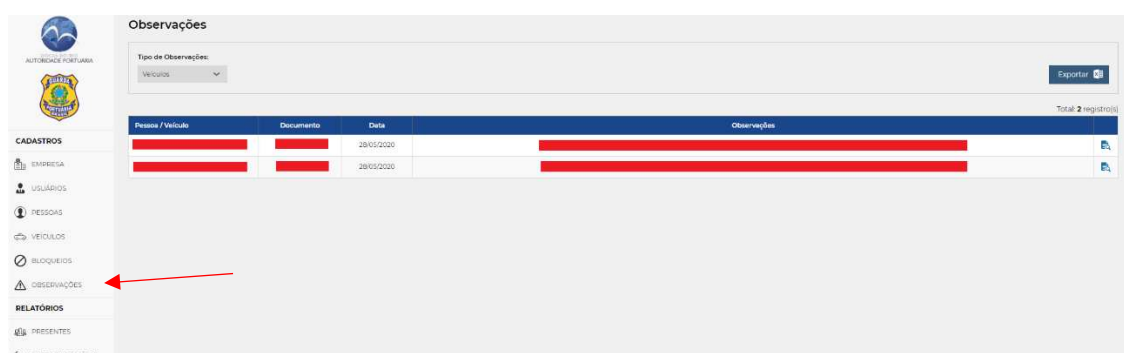 Observações
AUTORIDADE PORTUÁRIA
Tipo de Observações:
Veículos
Exportar
Total: 2 registro(s)
Pessoa / Veículo Documento Data Observações
28/05/2020
28/05/2020
CADASTROS
EMPRESA
USUÁRIOS
PESSOAS
VEÍCULOS
BLOQUEIOS
OBSERVAÇÕES
RELATÓRIOS
PRESENTES